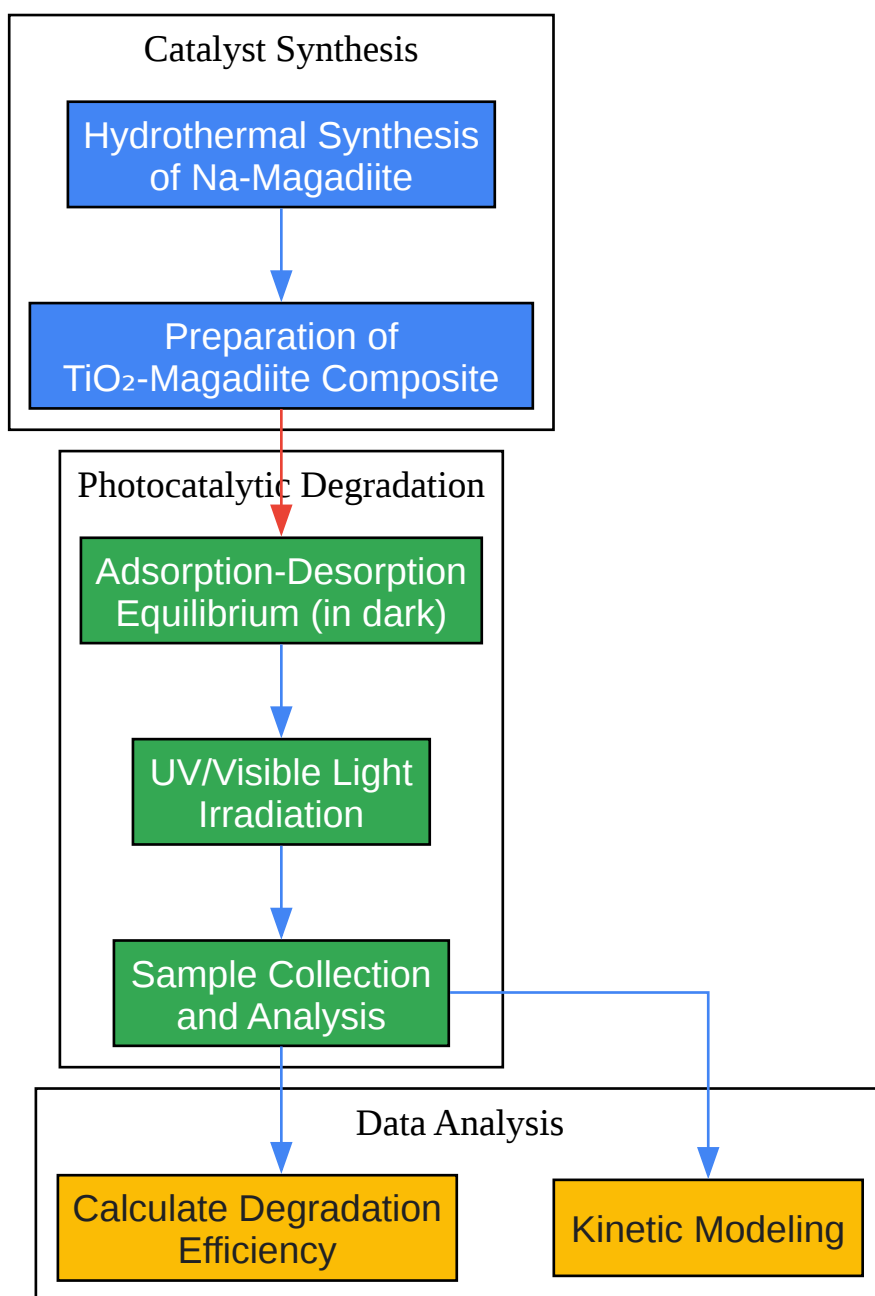 Catalyst Synthesis
Hydrothermal Synthesis
of Na-Magadiite
Preparation of
TiO₂-Magadiite Composite
Photocatalytic Degradation
Adsorption-Desorption
Equilibrium (in dark)
UV/Visible Light
Irradiation
Sample Collection
and Analysis
Data Analysis
Calculate Degradation
Efficiency
Kinetic Modeling